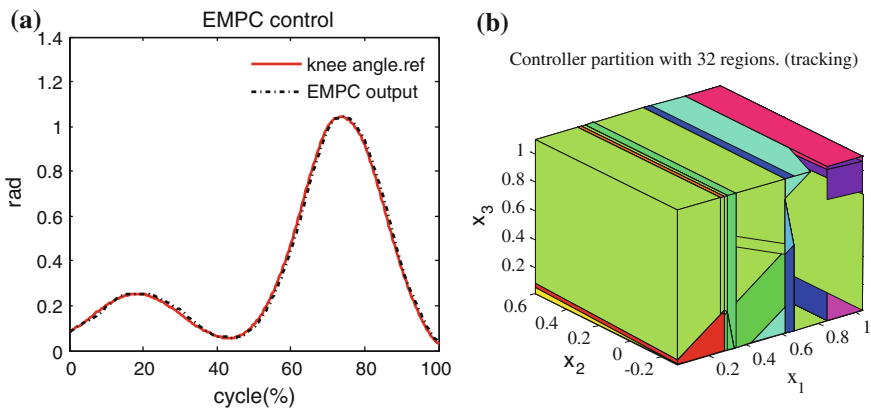 (a)
EMPC control
1.4
1.2
1
0.8
0.6
0.4
0.2
0
rad
knee angle.ref
EMPC output
0 20 40 60 80 100
cycle(%)
(b)
Controller partition with 32 regions. (tracking)
1
0.8
0.6
0.4
0.2
x3
0.6
0.4
0.2
0
-0.2
x2
0.2 0.4 0.6 0.8 1
x1